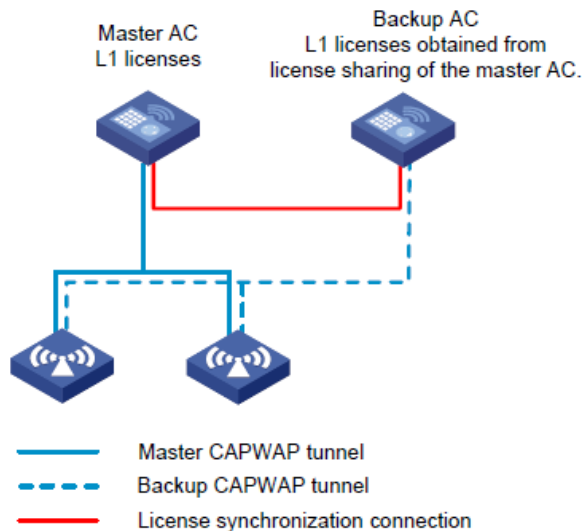 Master AC
L1 licenses
Backup AC
L1 licenses obtained from
license sharing of the master AC.
Master CAPWAP tunnel
Backup CAPWAP tunnel
License synchronization connection